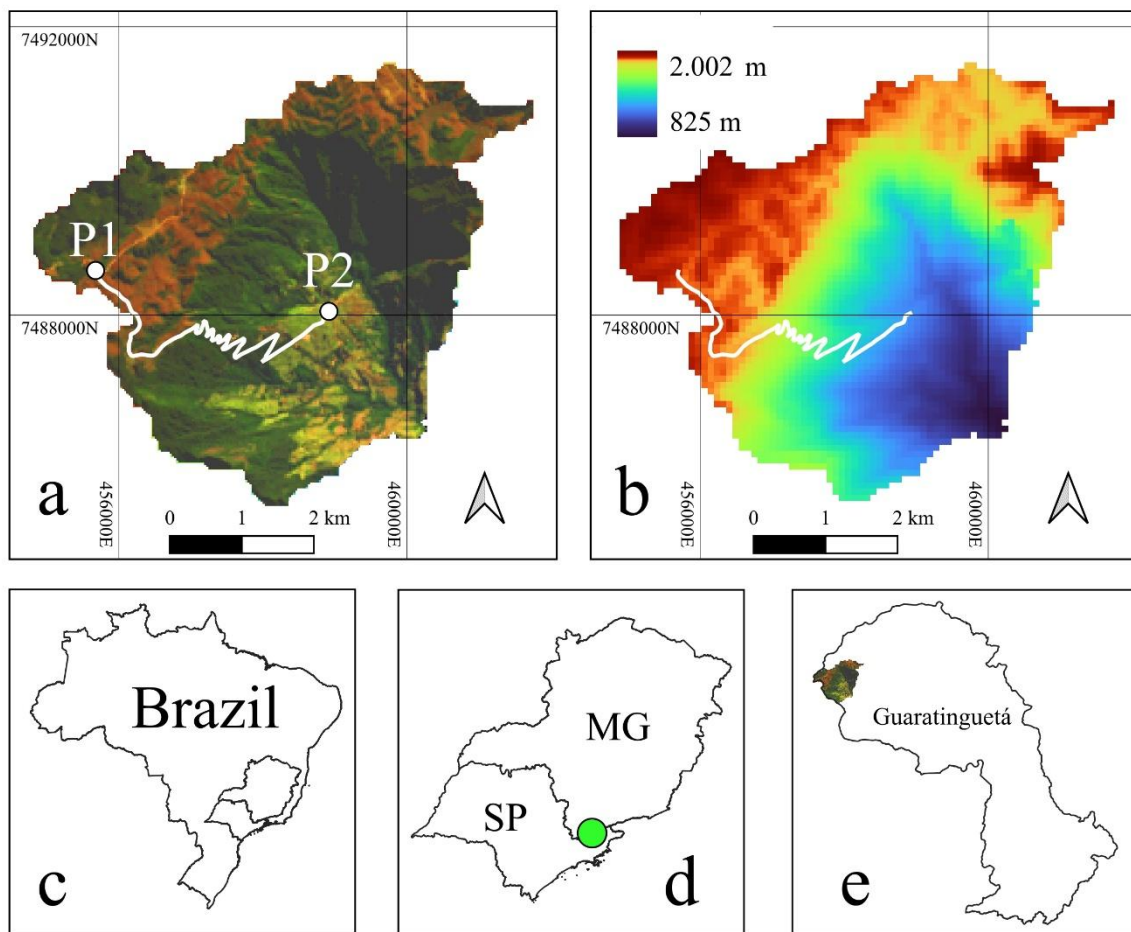 7492000N
P1
P2
7488000N
a
456000E
460000E
0 1 2 km
2.002 m
825 m
7488000N
b
456000E
460000E
0 1 2 km
Brazil
c
MG
SP
d
Guaratinguetá
e